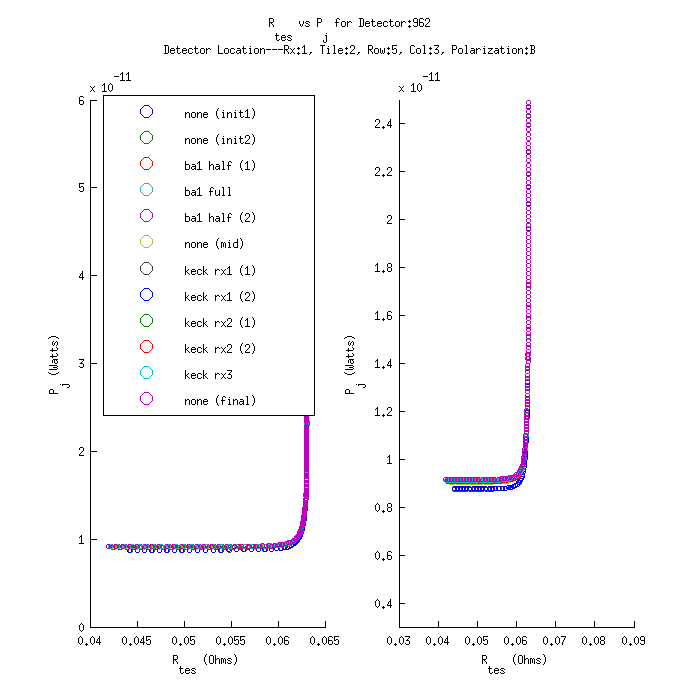 R tes vs P j for Detector:962
Detector Location---Rx:1, Tile:2, Row:5, Col:3, Polarization:B
x 10 -11
6
5
4
3
2
1
0
0.04 0.045 0.05 0.055 0.06 0.065
P j (Watts)
R tes (Ohms)
none (init1)
none (init2)
ba1 half (1)
ba1 full
ba1 half (2)
none (mid)
keck rx1 (1)
keck rx1 (2)
keck rx2 (1)
keck rx2 (2)
keck rx3
none (final)
x 10 -11
2.4
2.2
2
1.8
1.6
1.4
1.2
1
0.8
0.6
0.4
0.03 0.04 0.05 0.06 0.07 0.08 0.09
P j (Watts)
R tes (Ohms)